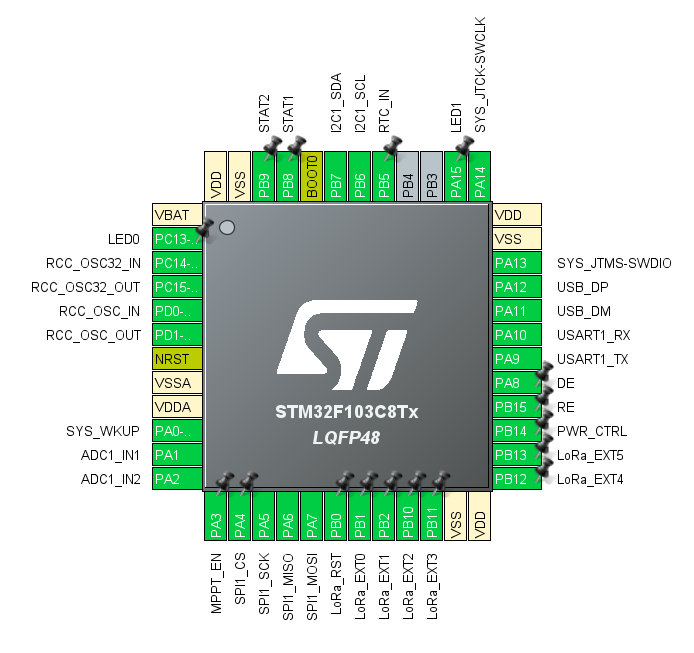 STAT2
STAT1
I2C1_SDA
I2C1_SCL
RTC_IN
LED1
SYS_JTCK-SWCLK
VDD
VSS
PB9
PB8
BOOT0
PB7
PB6
PB5
PB4
PB3
PA15
PA14
VBAT
LED0 PC13-..
RCC_OSC32_IN PC14-..
RCC_OSC32_OUT PC15-..
RCC_OSC_IN PD0-..
RCC_OSC_OUT PD1-..
NRST
VSSA
VDDA
SYS_WKUP PA0-..
ADC1_IN1 PA1
ADC1_IN2 PA2
ST
STM32F103C8Tx
LQFP48
VDD
VSS
PA13 SYS_JTMS-SWDIO
PA12 USB_DP
PA11 USB_DM
PA10 USART1_RX
PA9 USART1_TX
PA8 DE
PB15 RE
PB14 PWR_CTRL
PB13 LoRa_EXT5
PB12 LoRa_EXT4
PA3
PA4
PA5
PA6
PA7
PB0
PB1
PB2
PB10
PB11
VSS
VDD
MPPT_EN
SPI1_CS
SPI1_SCK
SPI1_MISO
SPI1_MOSI
LoRa_RST
LoRa_EXT0
LoRa_EXT1
LoRa_EXT2
LoRa_EXT3